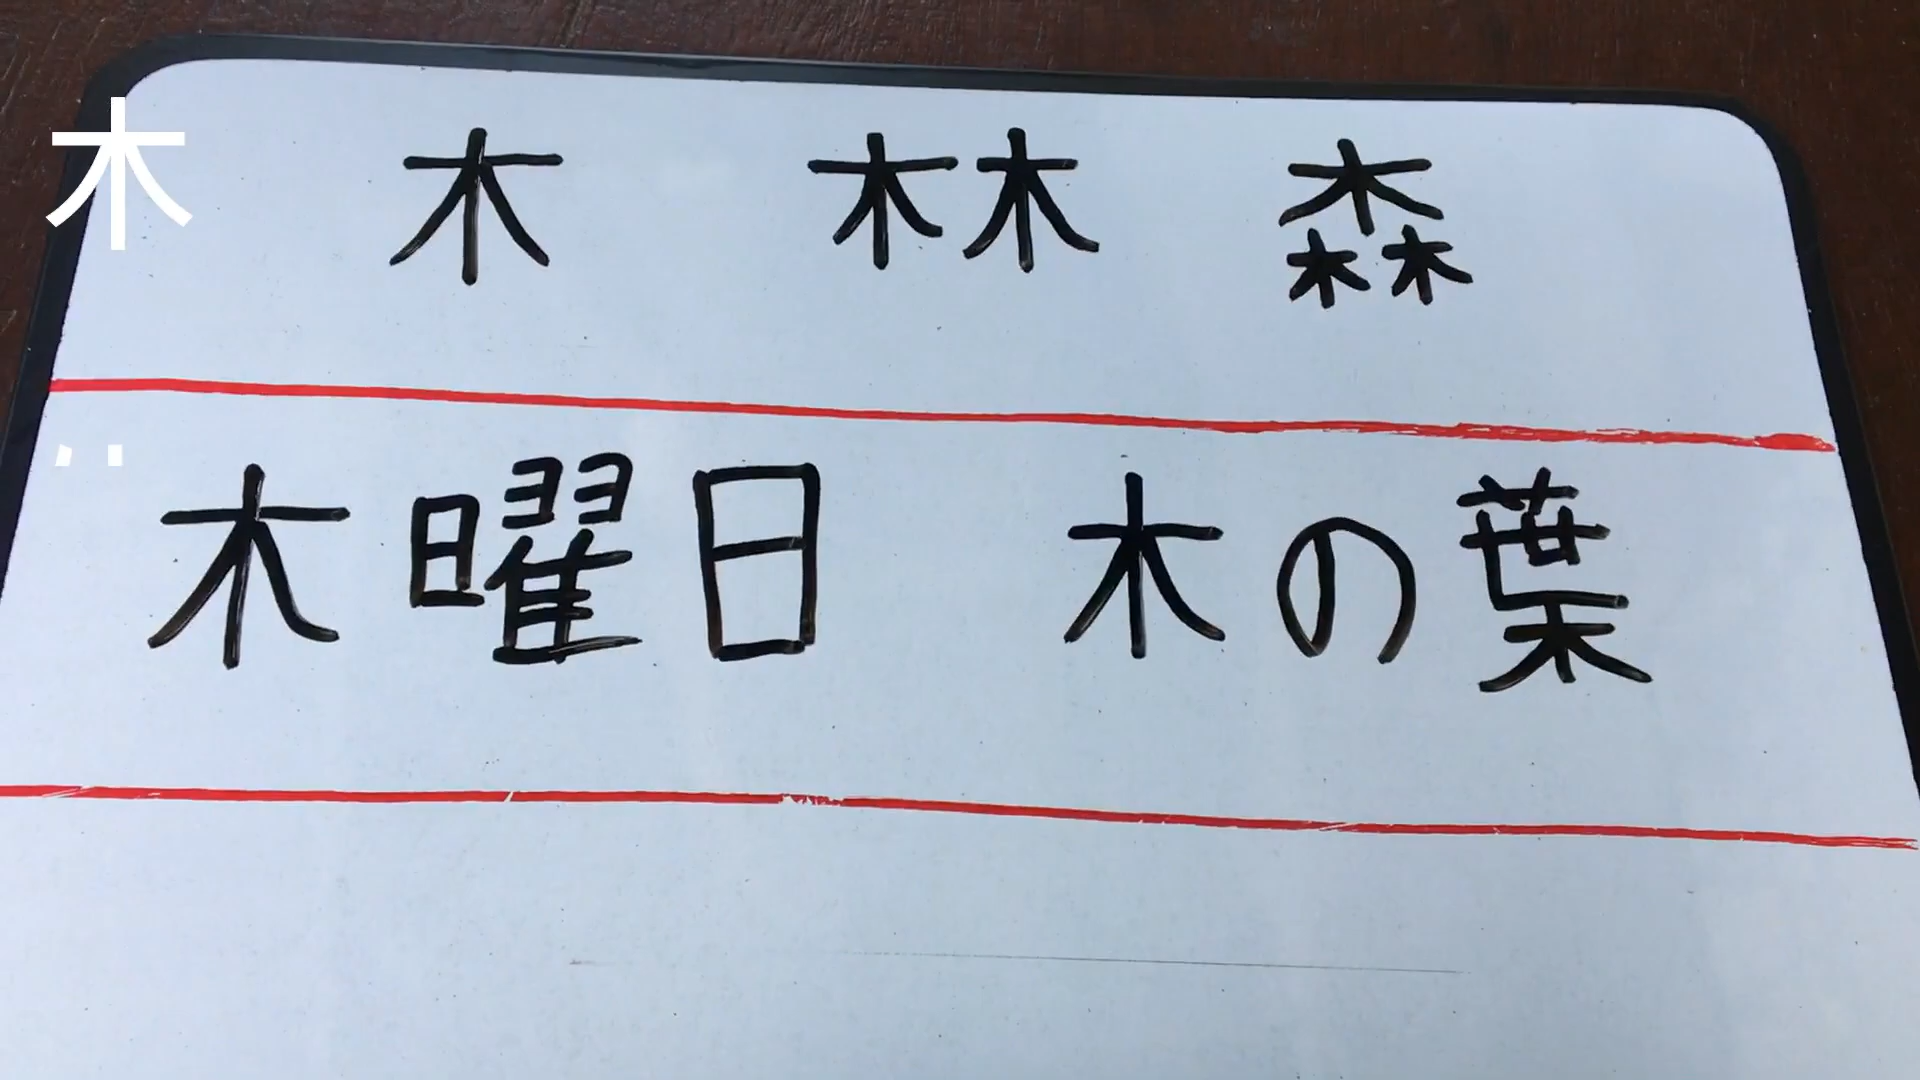 木
木 林 森
木曜日 木の葉